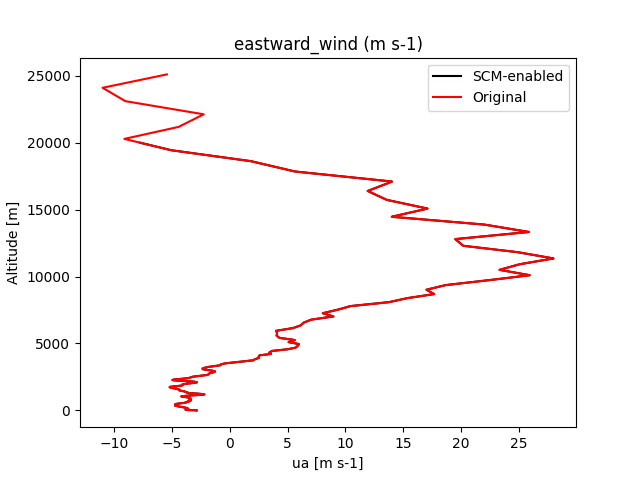 eastward_wind (m s-1)
SCM-enabled
Original
Altitude [m]
25000
20000
15000
10000
5000
0
−10
−5
0
5
10
15
20
25
ua [m s-1]